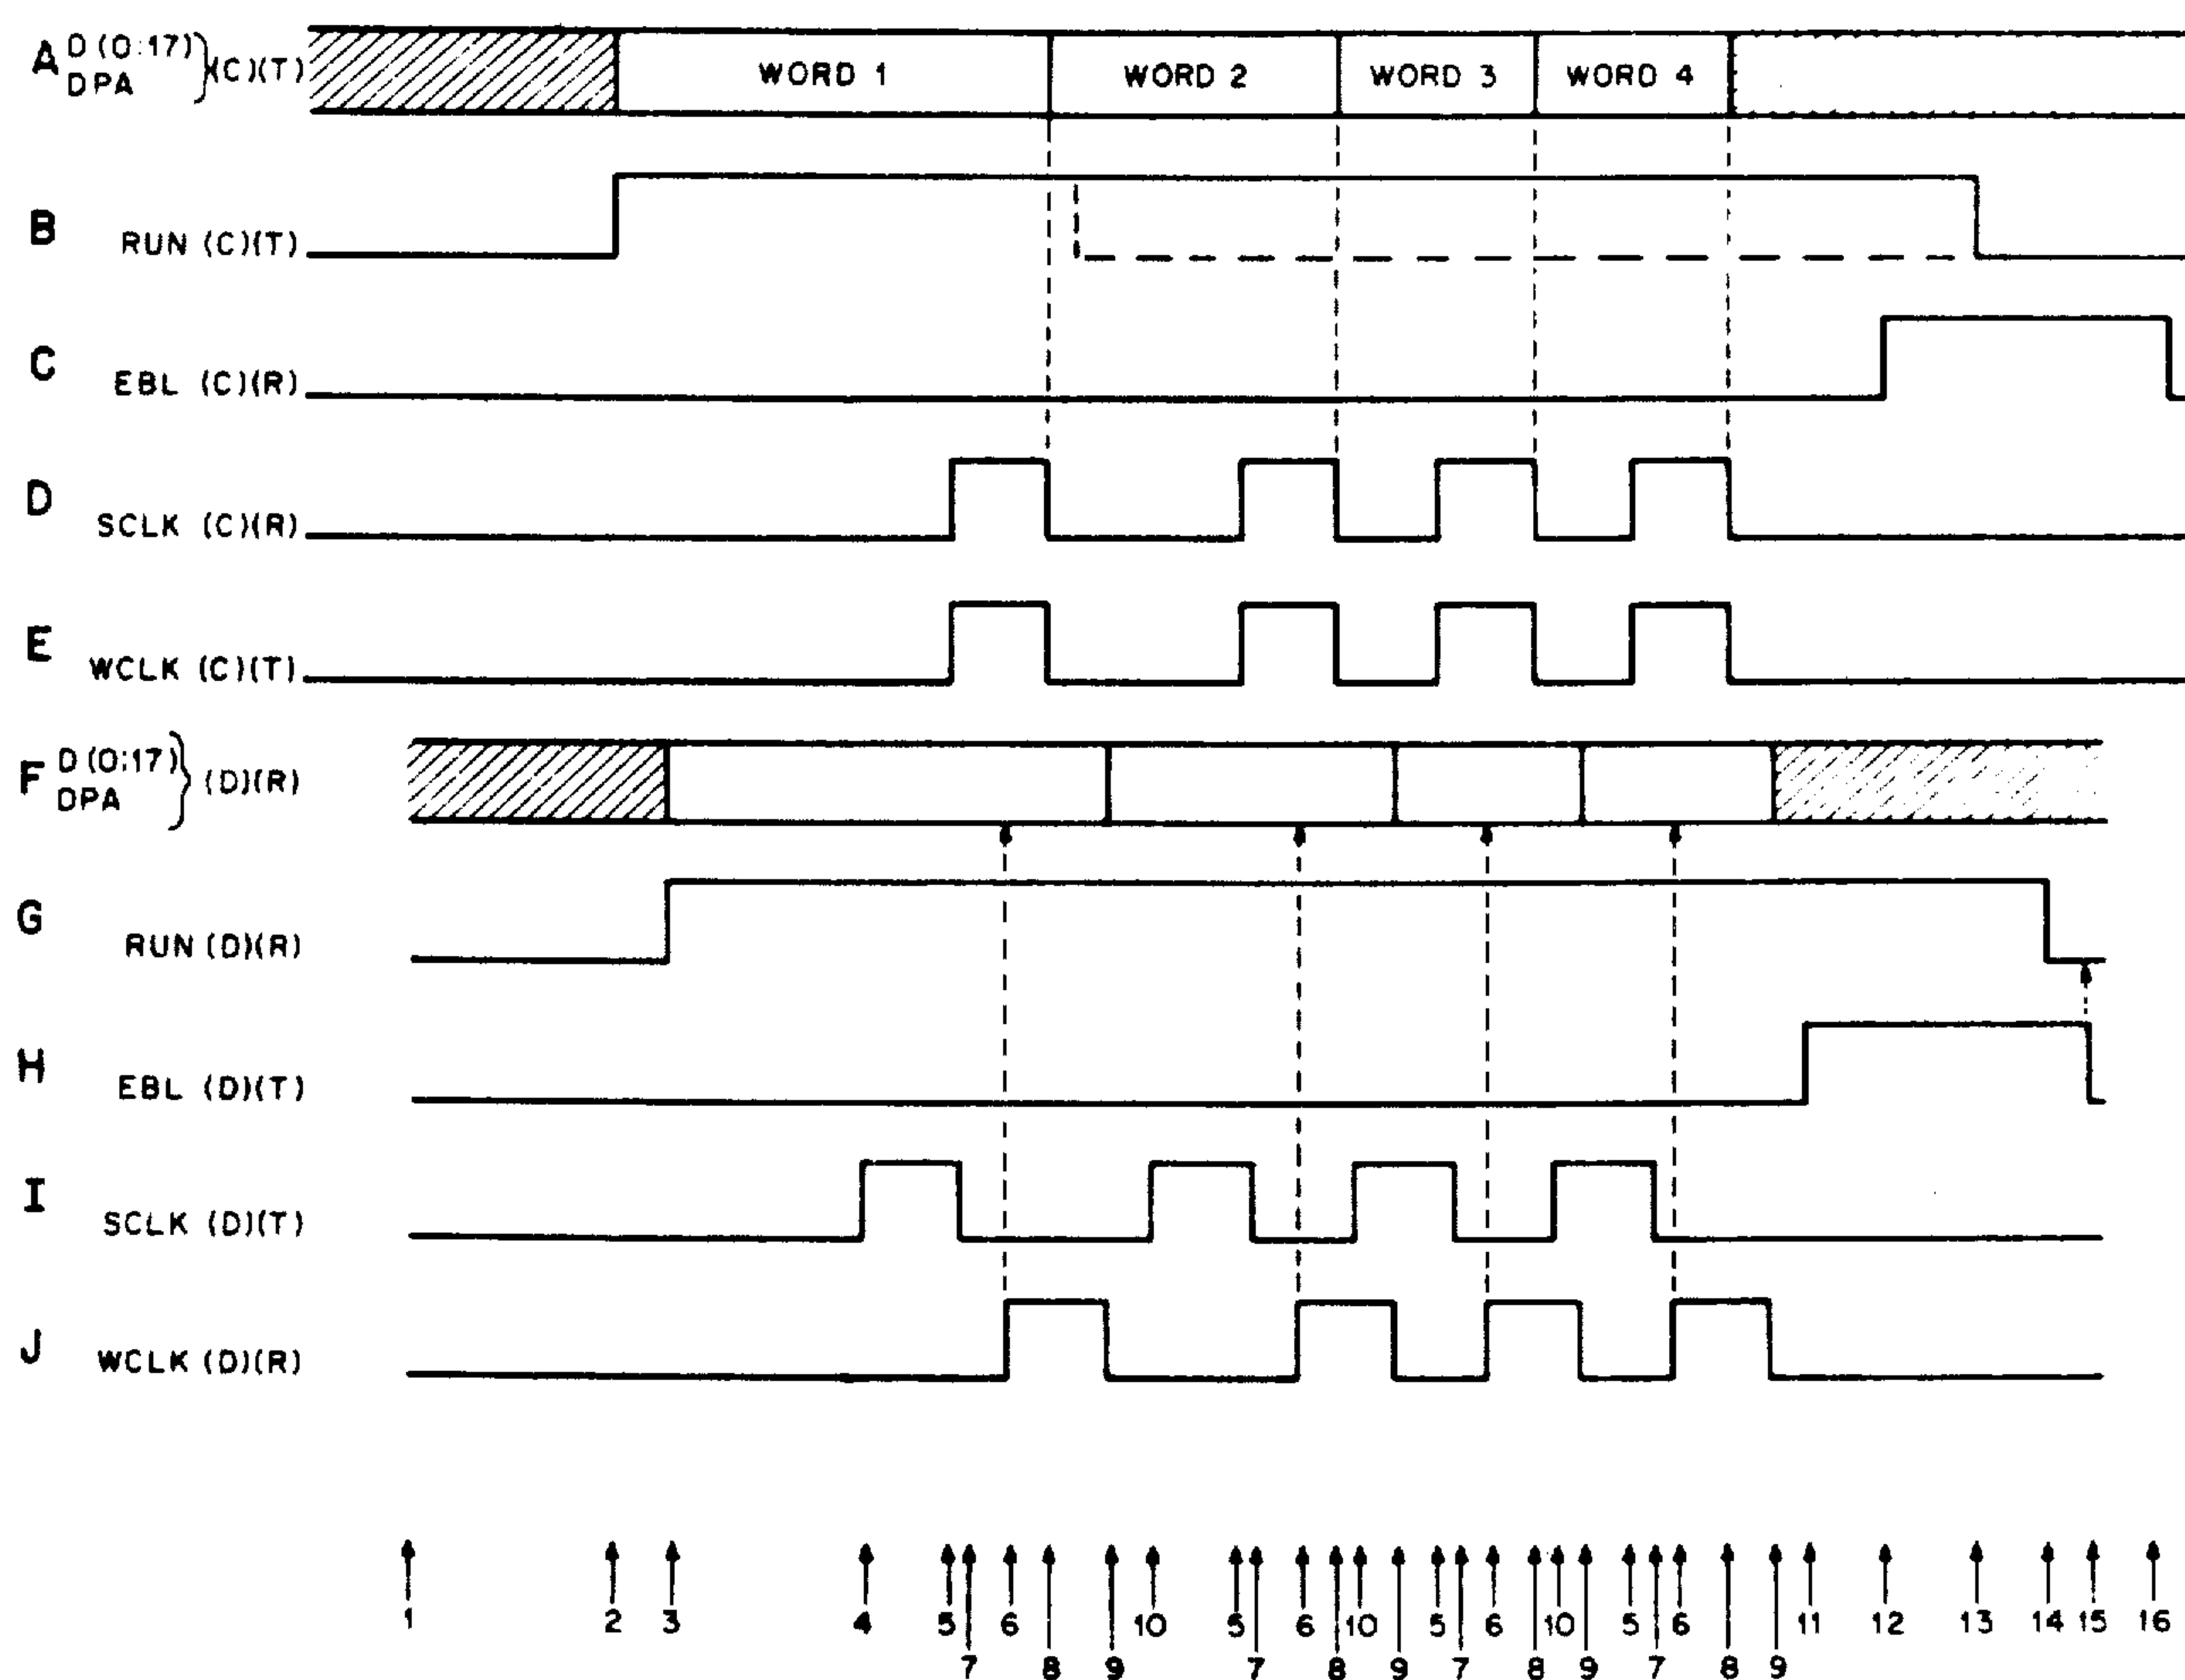 A D(0:17) DPA } (C)(T) WORD 1 WORD 2 WORD 3 WORD 4
B RUN (C)(T)
C EBL (C)(R)
D SCLK (C)(R)
E WCLK (C)(T)
F D(0:17) DPA } (D)(R)
G RUN (D)(R)
H EBL (D)(T)
I SCLK (D)(T)
J WCLK (D)(R)
1 2 3 4 5 6 10 5 6 10 5 6 10 5 6 11 12 13 14 15 16
7 8 9 7 8 9 7 8 9 7 8 9